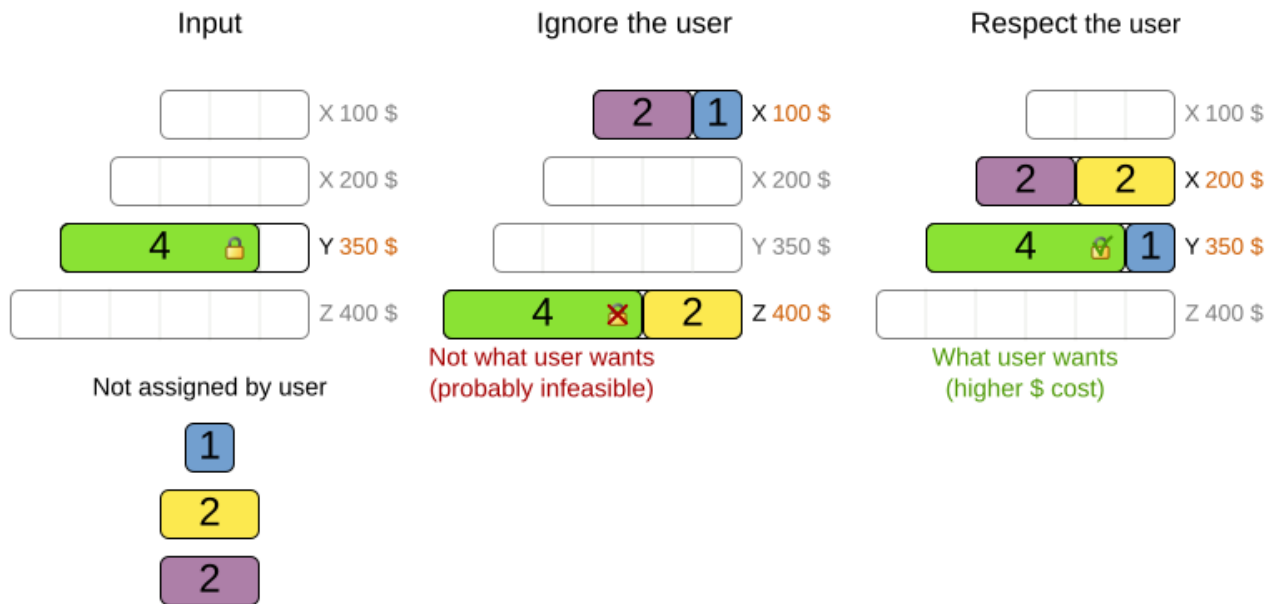 Input
X 100 $
X 200 $
4
Y 350 $
Z 400 $
Not assigned by user
1
2
2
Ignore the user
2 1 X 100 $
X 200 $
Y 350 $
4 2 Z 400 $
Not what user wants
(probably infeasible)
Respect the user
X 100 $
2 2 X 200 $
4 1 Y 350 $
Z 400 $
What user wants
(higher $ cost)